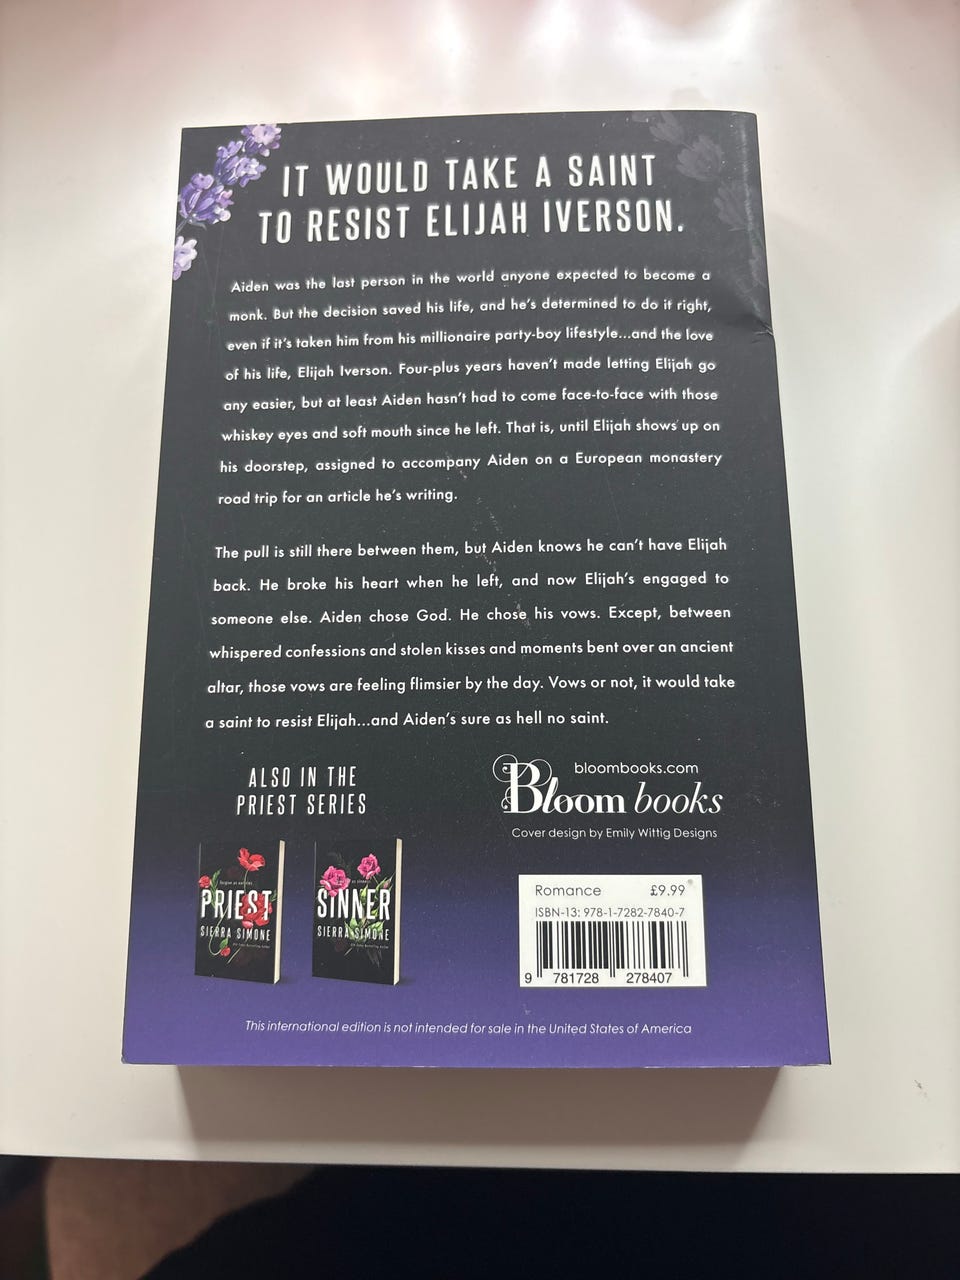 IT WOULD TAKE A SAINT
TO RESIST ELIJAH IVERSON.
Aiden was the last person in the world anyone expected to become a
monk. But the decision saved his life, and he's determined to do it right,
even if it's taken him from his millionaire party-boy lifestyle...and the love
of his life, Elijah Iverson. Four-plus years haven't made letting Elijah go
any easier, but at least Aiden hasn't had to come face-to-face with those
whiskey eyes and soft mouth since he left. That is, until Elijah shows up on
his doorstep, assigned to accompany Aiden on a European monastery
road trip for an article he's writing.
The pull is still there between them, but Aiden knows he can't have Elijah
back. He broke his heart when he left, and now Elijah's engaged to
someone else. Aiden chose God. He chose his vows. Except, between
whispered confessions and stolen kisses and moments bent over an ancient
altar, those vows are feeling flimsier by the day. Vows or not, it would take
a saint to resist Elijah...and Aiden's sure as hell no saint.
ALSO IN THE
PRIEST SERIES
PRIEST
SIERRA SIMONE
SINNER
SIERRA SIMONE
bloombooks.com
Bloom books
Cover design by Emily Wittig Designs
Romance £9.99
ISBN-13: 978-1-7282-7840-7
9 781728 278407
This international edition is not intended for sale in the United States of America